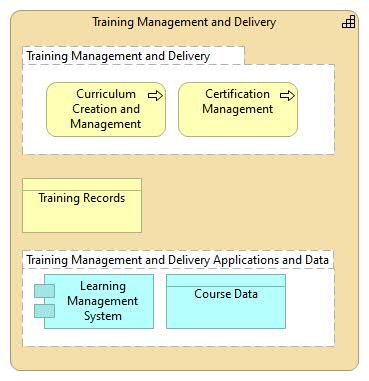 Training Management and Delivery
Training Management and Delivery
Curriculum
Creation and
Management
Certification
Management
Training Records
Training Management and Delivery Applications and Data
Learning
Management
System
Course Data